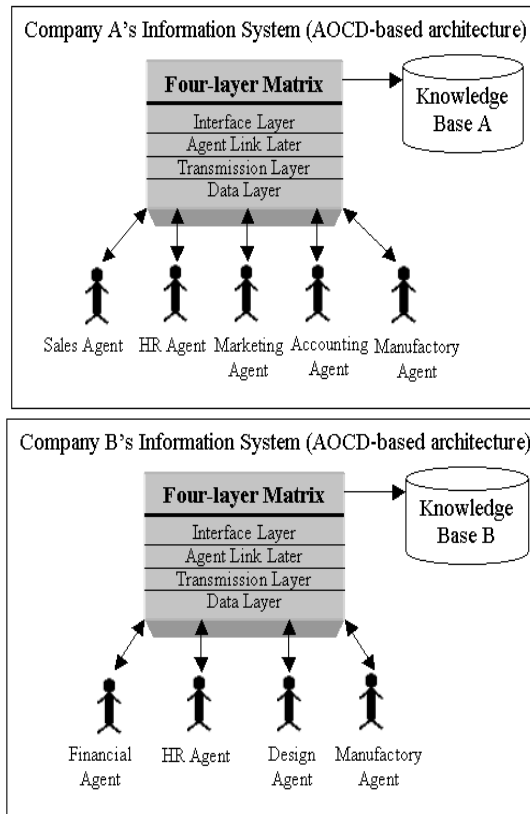 Company A's Information System (AOCD-based architecture)
Four-layer Matrix
Interface Layer
Agent Link Later
Transmission Layer
Data Layer
Knowledge
Base A
Sales Agent
HR Agent
Marketing
Agent
Accounting
Agent
Manufactory
Agent
Company B's Information System (AOCD-based architecture)
Four-layer Matrix
Interface Layer
Agent Link Later
Transmission Layer
Data Layer
Knowledge
Base B
Financial
Agent
HR Agent
Design
Agent
Manufactory
Agent